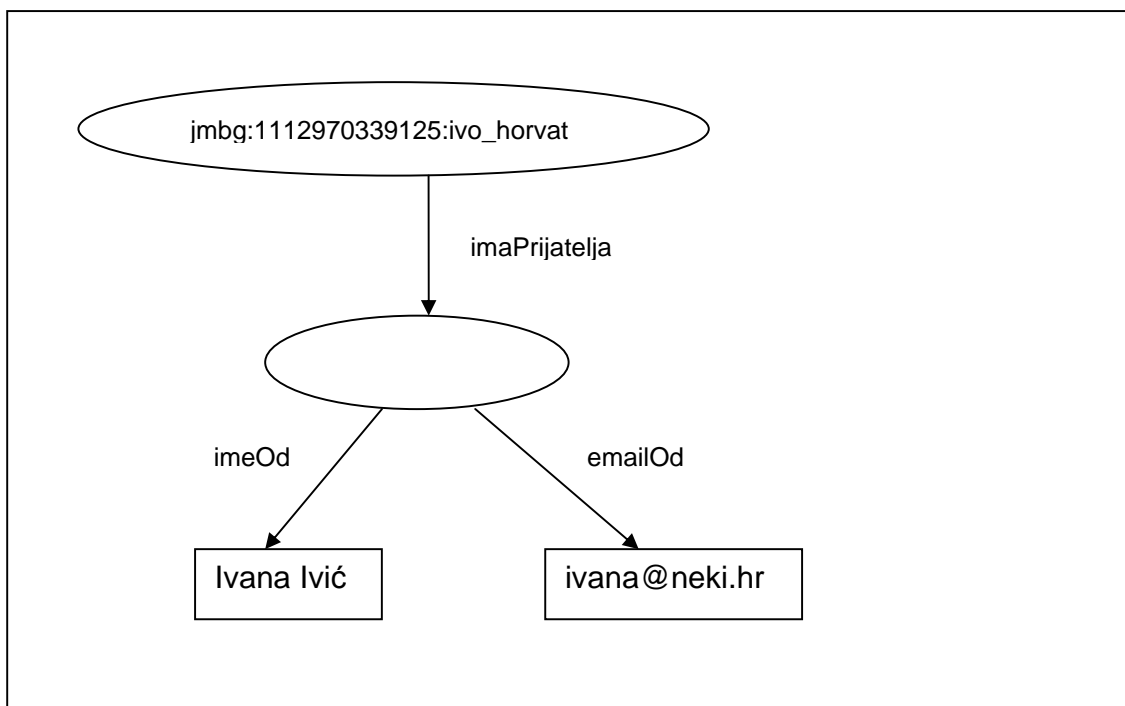 jmbg:1112970339125:ivo_horvat
imaPrijatelja
imeOd
emailOd
Ivana Ivić
ivana@neki.hr